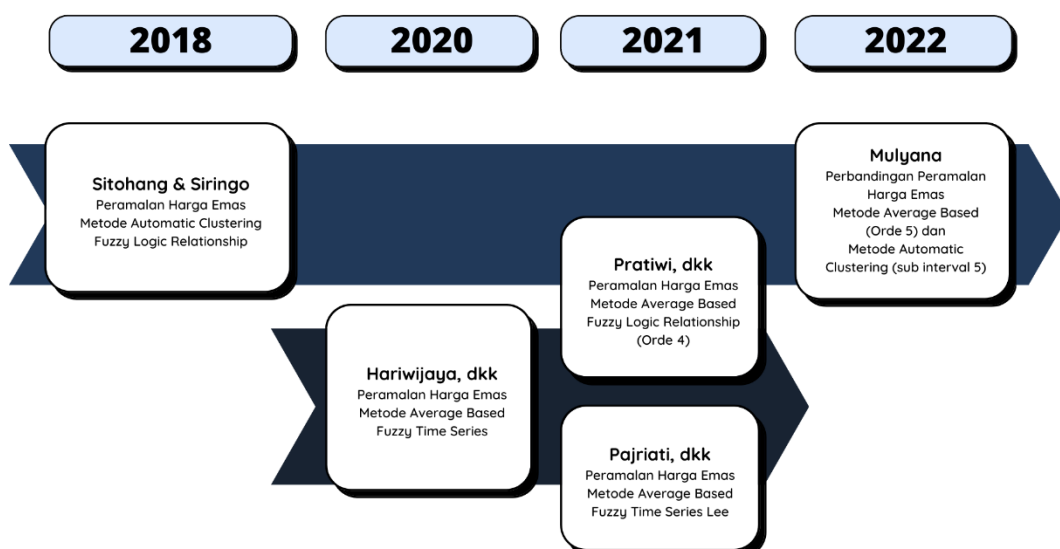 2018
2020
2021
2022
Sitohang & Siringo
Peramalan Harga Emas
Metode Automatic Clustering
Fuzzy Logic Relationship
Hariwijaya, dkk
Peramalan Harga Emas
Metode Average Based
Fuzzy Time Series
Pratiwi, dkk
Peramalan Harga Emas
Metode Average Based
Fuzzy Logic Relationship
(Orde 4)
Pajriati, dkk
Peramalan Harga Emas
Metode Average Based
Fuzzy Time Series Lee
Mulyana
Perbandingan Peramalan
Harga Emas
Metode Average Based
(Orde 5) dan
Metode Automatic
Clustering (sub interval 5)